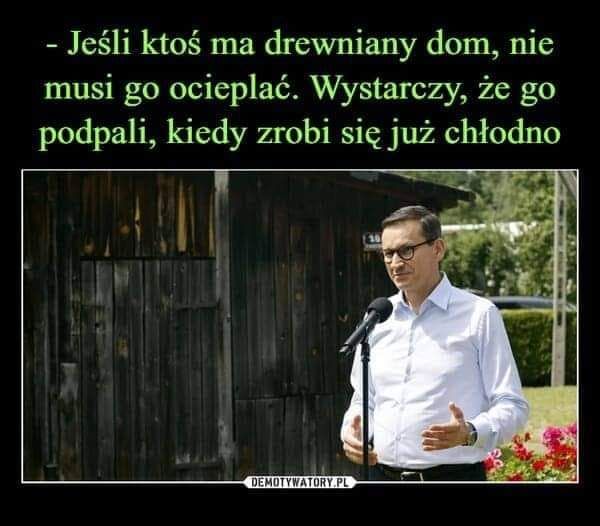 - Jeśli ktoś ma drewniany dom, nie
musi go ocieplać. Wystarczy, że go
podpali, kiedy zrobi się już chłodno
DEMOTYWATORY.PL